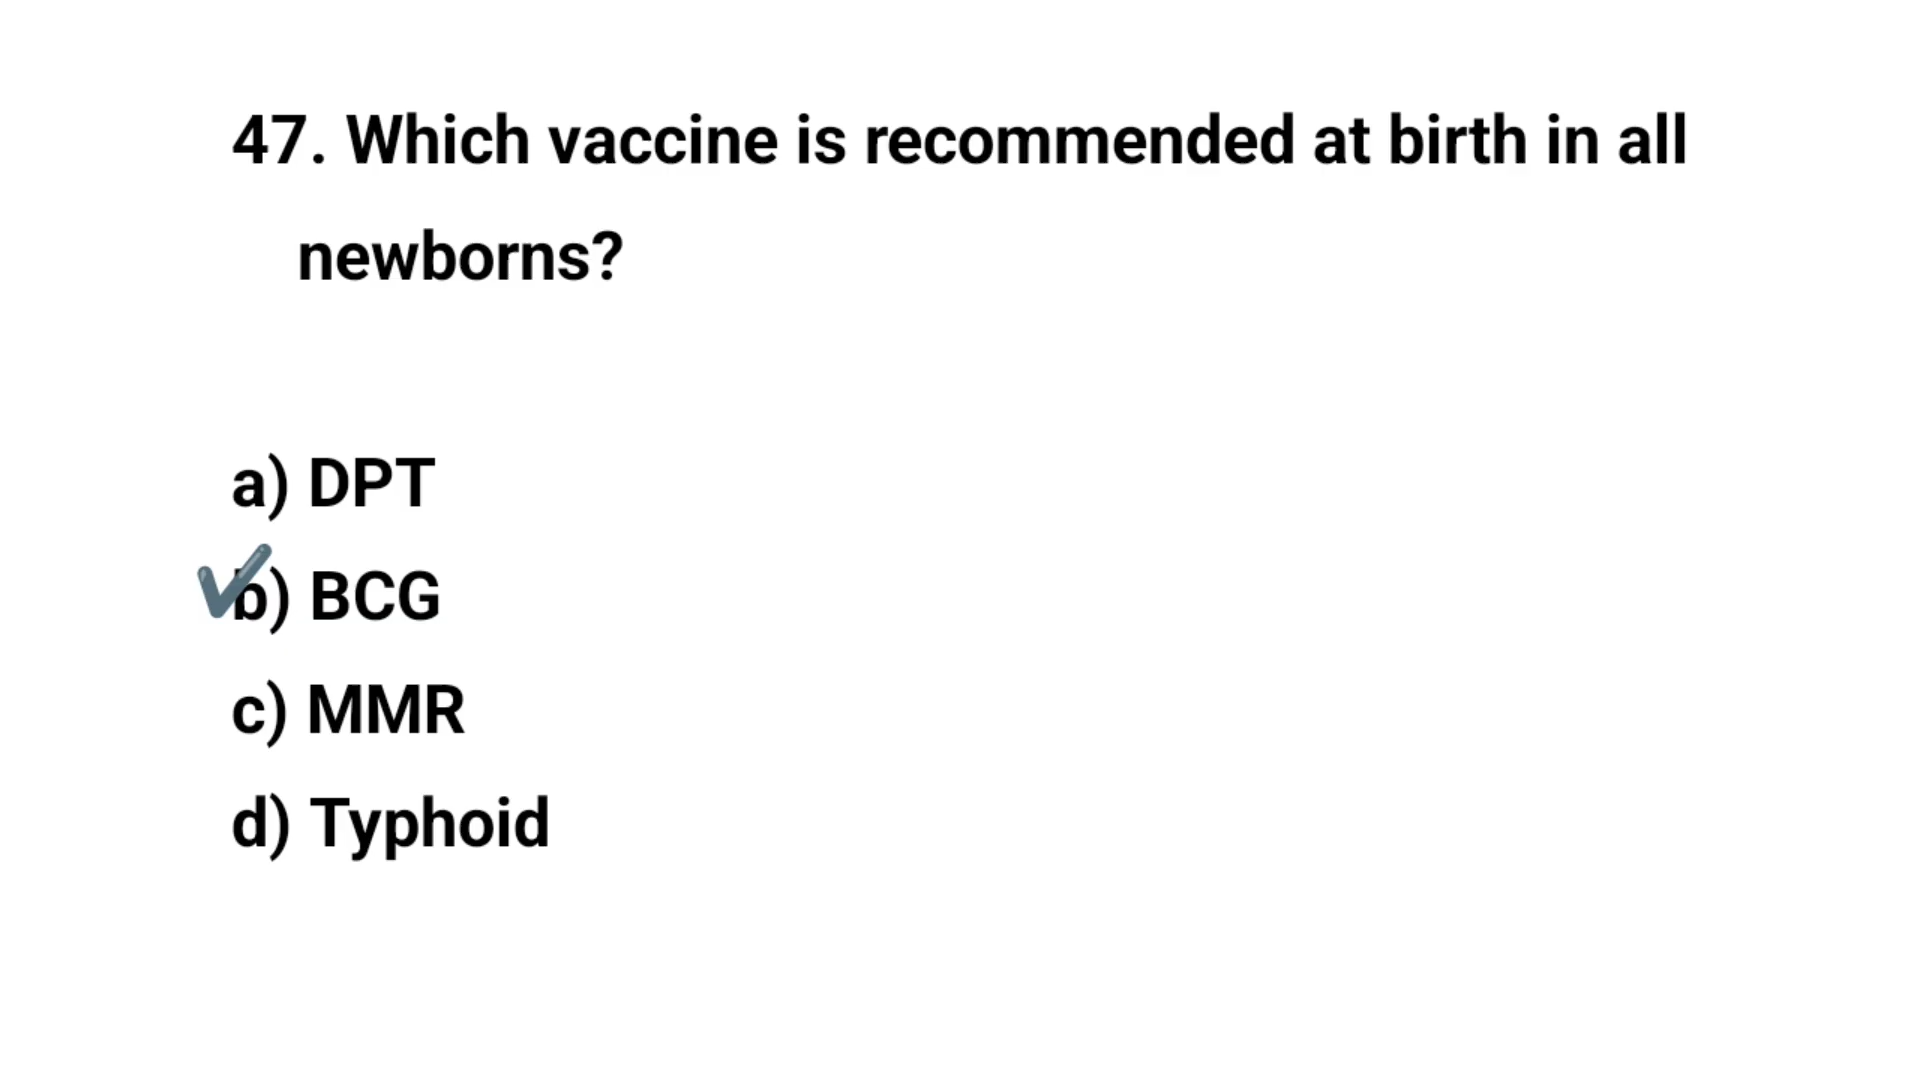 47. Which vaccine is recommended at birth in all
newborns?
a) DPT
b) BCG
c) MMR
d) Typhoid